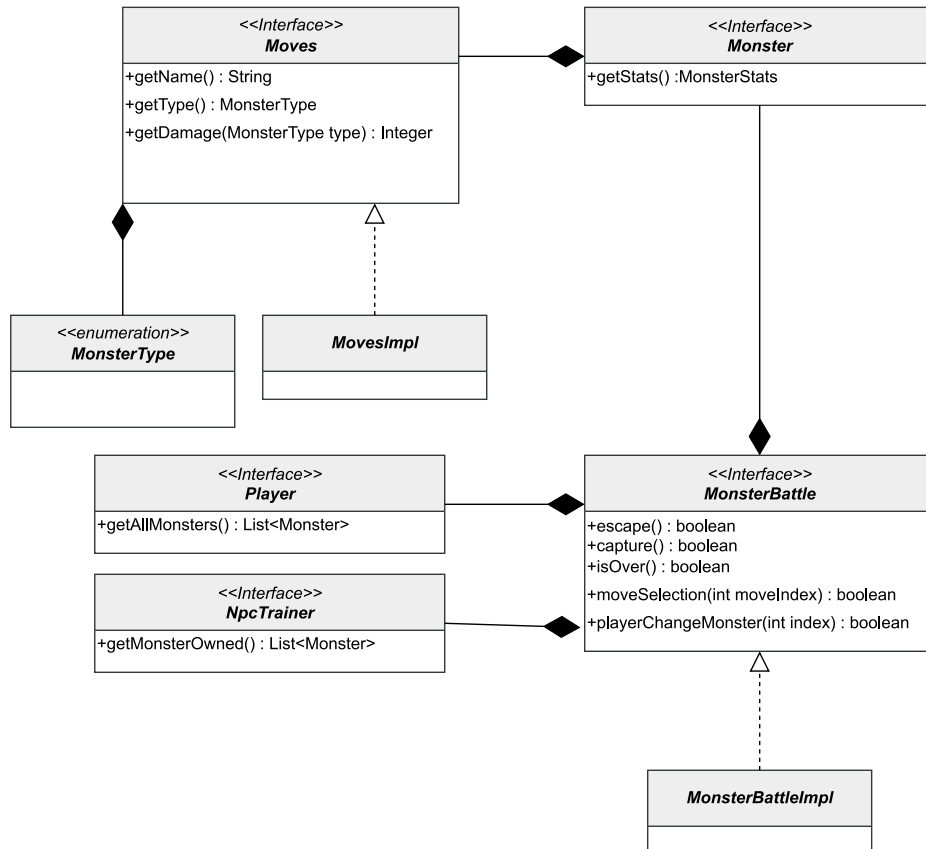 <<Interface>>
Moves
+getName() : String
+getType() : MonsterType
+getDamage(MonsterType type) : Integer
<<Interface>>
Monster
+getStats() :MonsterStats
<<enumeration>>
MonsterType
MovesImpl
<<Interface>>
Player
+getAllMonsters() : List<Monster>
<<Interface>>
NpcTrainer
+getMonsterOwned() : List<Monster>
<<Interface>>
MonsterBattle
+escape() : boolean
+capture() : boolean
+isOver() : boolean
+moveSelection(int moveIndex) : boolean
+playerChangeMonster(int index) : boolean
MonsterBattleImpl